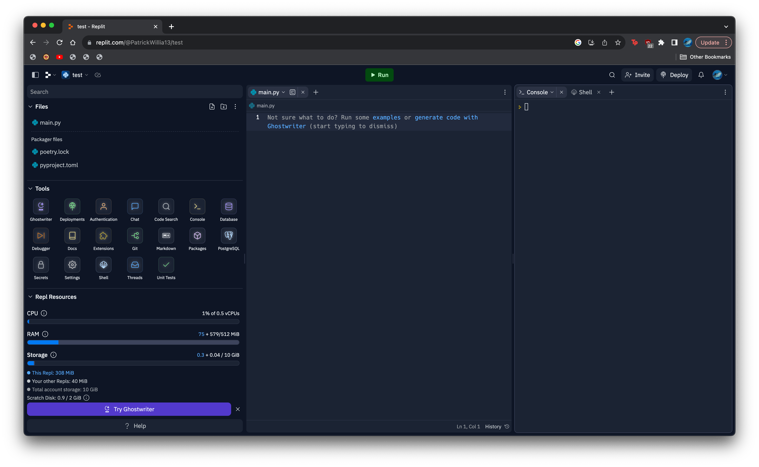 test - Replit
replit.com/@PatrickWillia13/test
Update
Other Bookmarks
test
Run
Invite
Deploy
Search
Files
main.py
Packager files
poetry.lock
pyproject.toml
Tools
Ghostwriter Deployments Authentication Chat Code Search Console Database
Debugger Docs Extensions Git Markdown Packages PostgreSQL
Secrets Settings Shell Threads Unit Tests
Repl Resources
CPU 1% of 0.5 vCPUs
RAM 75 + 579/512 MiB
Storage 0.3 + 0.04 / 10 GiB
This Repl: 308 MiB
Your other Repls: 40 MiB
Total account storage: 10 GiB
Scratch Disk: 0.9 / 2 GiB
Try Ghostwriter
? Help
main.py
main.py
1 Not sure what to do? Run some examples or generate code with
Ghostwriter (start typing to dismiss)
Ln 1, Col 1 History
Console Shell